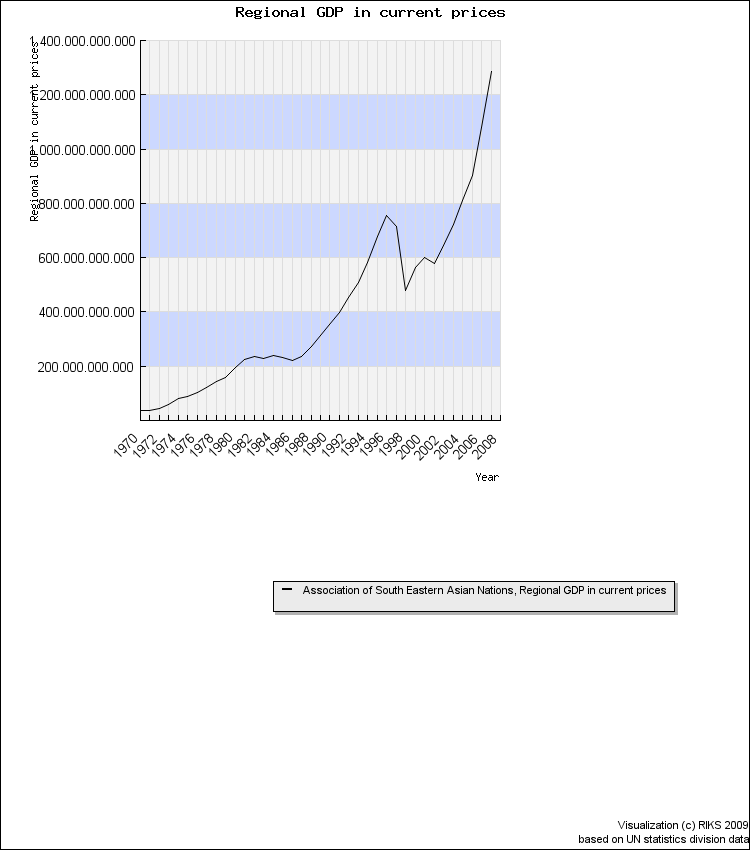 Regional GDP in current prices
Regional GDP in current prices
1.400.000.000.000
1.200.000.000.000
1.000.000.000.000
800.000.000.000
600.000.000.000
400.000.000.000
200.000.000.000
1970 1972 1974 1976 1978 1980 1982 1984 1986 1988 1990 1992 1994 1996 1998 2000 2002 2004 2006 2008
Year
Association of South Eastern Asian Nations, Regional GDP in current prices
Visualization (c) RIKS 2009
based on UN statistics division data